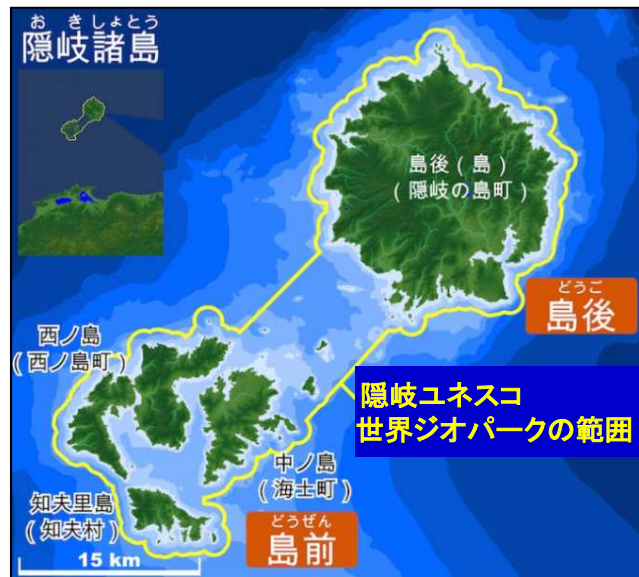 おきしょとう
隠岐諸島
島後（島）
（隠岐の島町）
どうご
島後
西ノ島
（西ノ島町）
隠岐ユネスコ
世界ジオパークの範囲
中ノ島
（海士町）
知夫里島
（知夫村）
どうぜん
島前
15 km